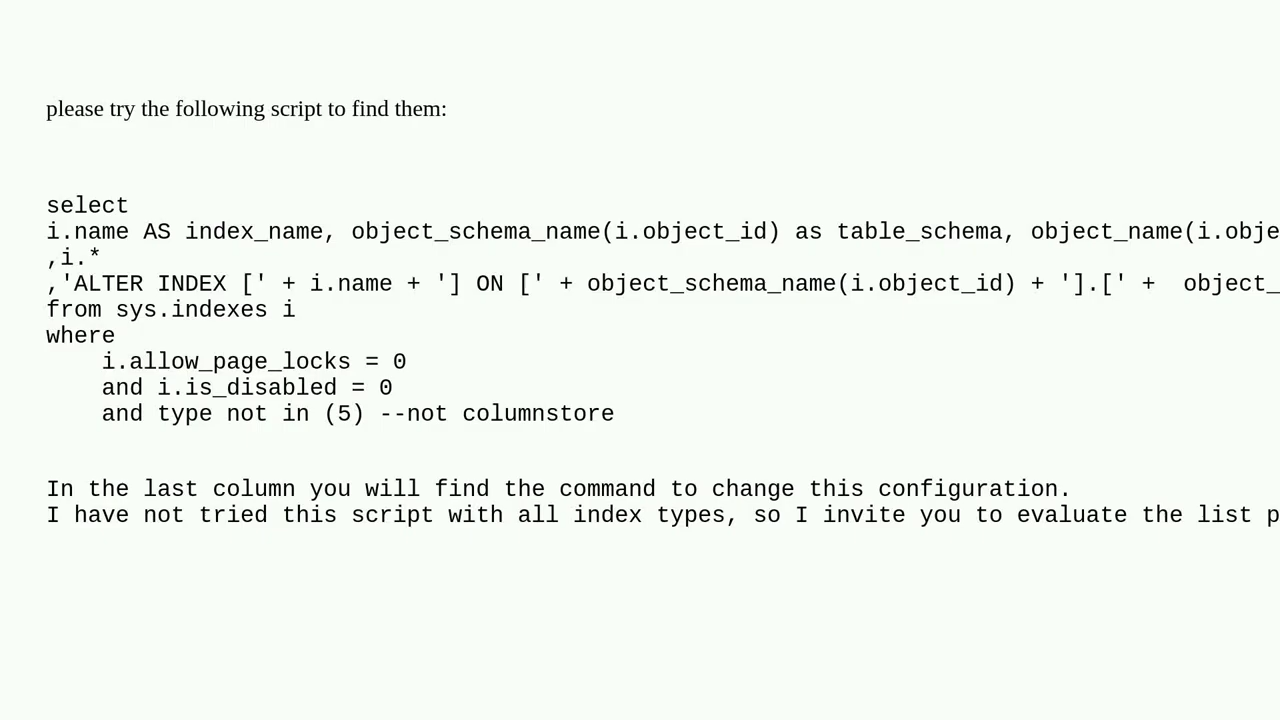 please try the following script to find them:
select
i.name AS index_name, object_schema_name(i.object_id) as table_schema, object_name(i.obje
,i.*
,'ALTER INDEX [' + i.name + '] ON [' + object_schema_name(i.object_id) + '].[' +  object_
from sys.indexes i
where
    i.allow_page_locks = 0
    and i.is_disabled = 0
    and type not in (5) --not columnstore
In the last column you will find the command to change this configuration.
I have not tried this script with all index types, so I invite you to evaluate the list p